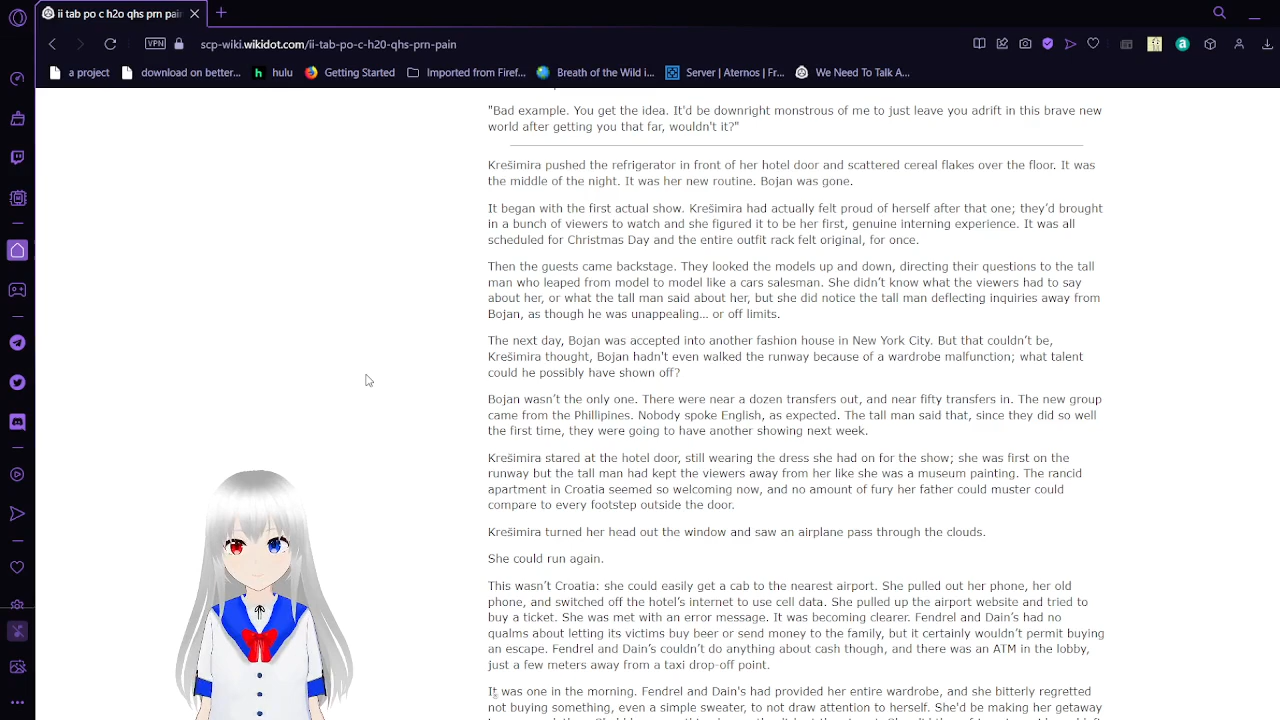 ii tab po c h2o qhs prn pain
VPN scp-wiki.wikidot.com/ii-tab-po-c-h20-qhs-prn-pain
a project download on better... hulu Getting Started Imported from Firef... Breath of the Wild i... Server | Aternos | Fr... We Need To Talk A...
"Bad example. You get the idea. It'd be downright monstrous of me to just leave you adrift in this brave new
world after getting you that far, wouldn't it?"
Krešimira pushed the refrigerator in front of her hotel door and scattered cereal flakes over the floor. It was
the middle of the night. It was her new routine. Bojan was gone.
It began with the first actual show. Krešimira had actually felt proud of herself after that one; they'd brought
in a bunch of viewers to watch and she figured it to be her first, genuine interning experience. It was all
scheduled for Christmas Day and the entire outfit rack felt original, for once.
Then the guests came backstage. They looked the models up and down, directing their questions to the tall
man who leaped from model to model like a cars salesman. She didn't know what the viewers had to say
about her, or what the tall man said about her, but she did notice the tall man deflecting inquiries away from
Bojan, as though he was unappealing... or off limits.
The next day, Bojan was accepted into another fashion house in New York City. But that couldn't be,
Krešimira thought, Bojan hadn't even walked the runway because of a wardrobe malfunction; what talent
could he possibly have shown off?
Bojan wasn't the only one. There were near a dozen transfers out, and near fifty transfers in. The new group
came from the Phillipines. Nobody spoke English, as expected. The tall man said that, since they did so well
the first time, they were going to have another showing next week.
Krešimira stared at the hotel door, still wearing the dress she had on for the show; she was first on the
runway but the tall man had kept the viewers away from her like she was a museum painting. The rancid
apartment in Croatia seemed so welcoming now, and no amount of fury her father could muster could
compare to every footstep outside the door.
Krešimira turned her head out the window and saw an airplane pass through the clouds.
She could run again.
This wasn't Croatia: she could easily get a cab to the nearest airport. She pulled out her phone, her old
phone, and switched off the hotel's internet to use cell data. She pulled up the airport website and tried to
buy a ticket. She was met with an error message. It was becoming clearer. Fendrel and Dain's had no
qualms about letting its victims buy beer or send money to the family, but it certainly wouldn't permit buying
an escape. Fendrel and Dain's couldn't do anything about cash though, and there was an ATM in the lobby,
just a few meters away from a taxi drop-off point.
It was one in the morning. Fendrel and Dain's had provided her entire wardrobe, and she bitterly regretted
not buying something, even a simple sweater, to not draw attention to herself. She'd be making her getaway